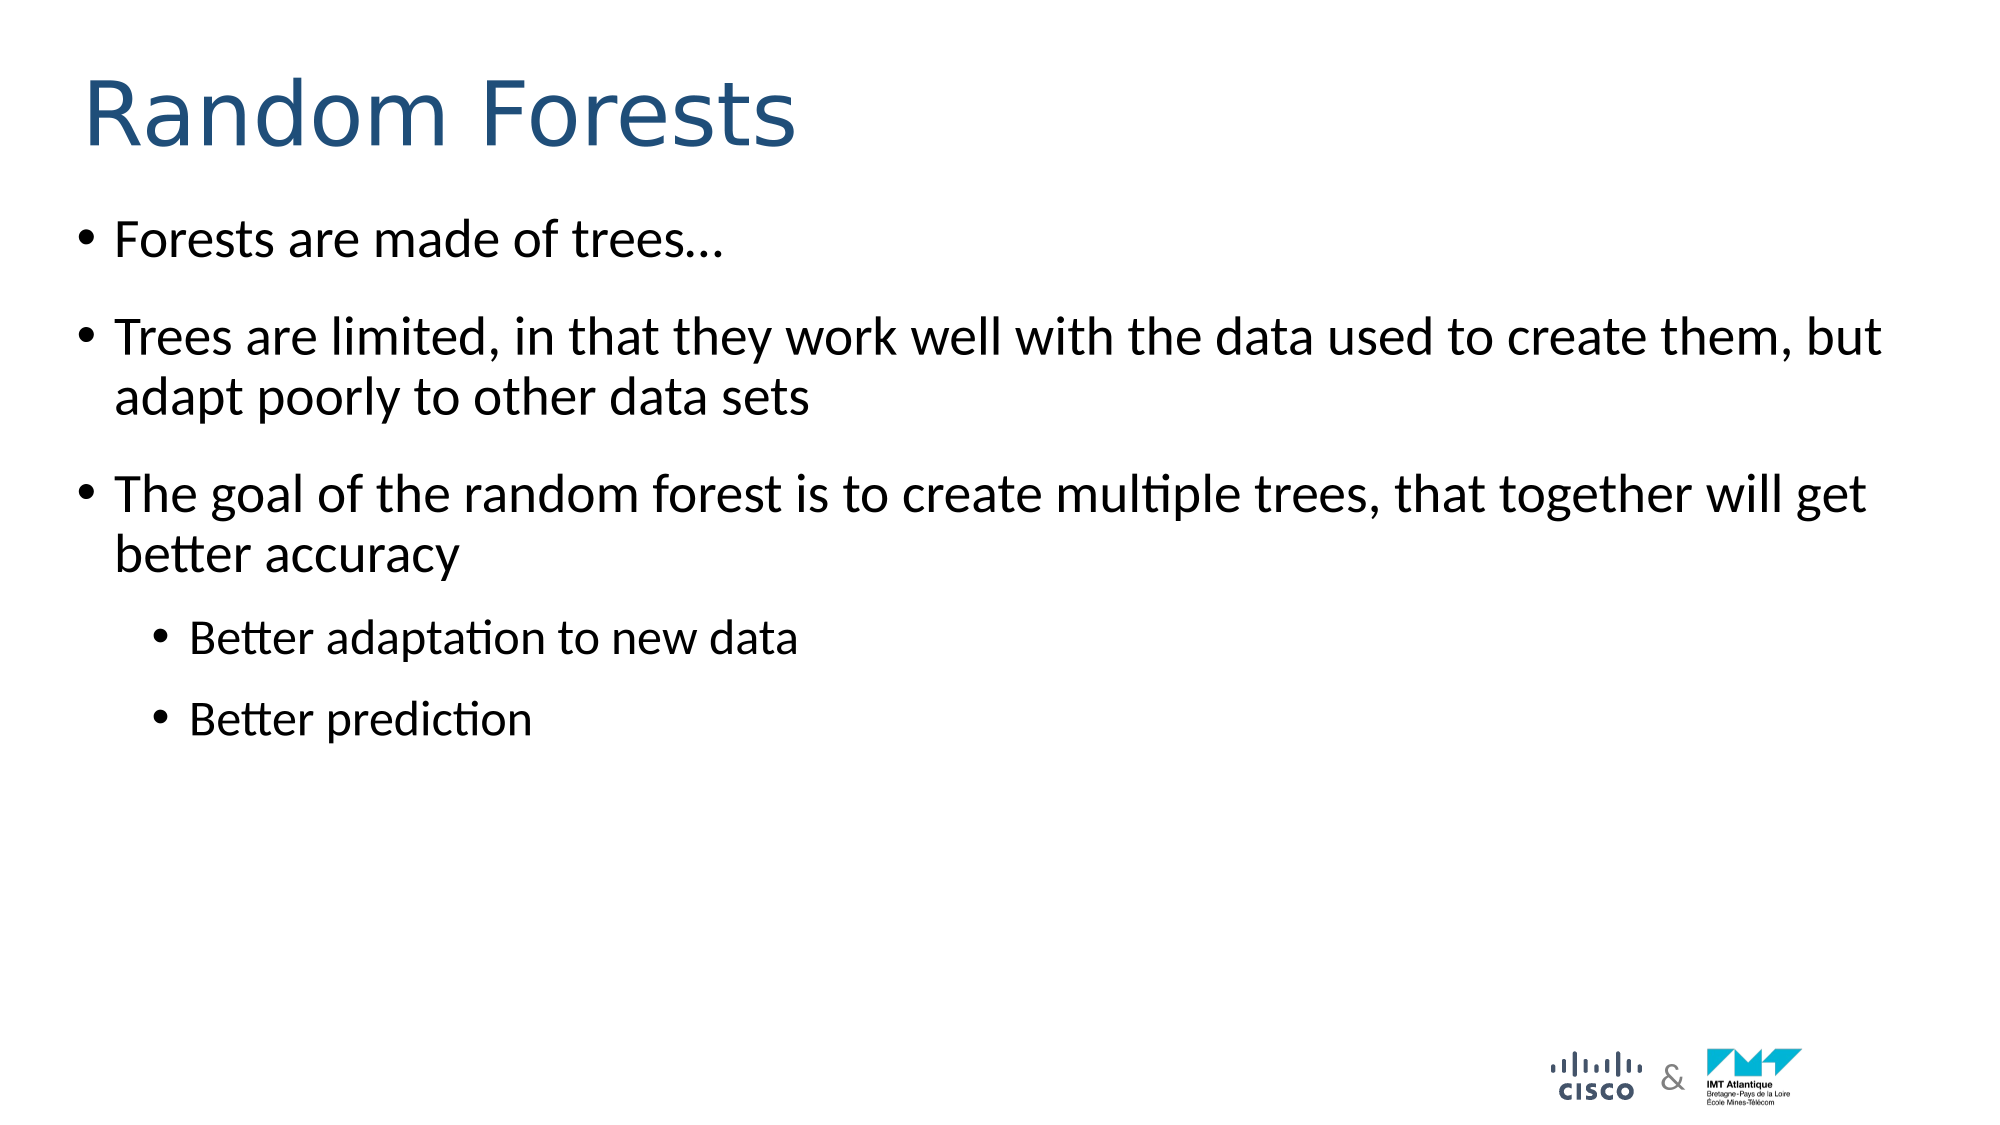 Random Forests
• Forests are made of trees…
• Trees are limited, in that they work well with the data used to create them, but
adapt poorly to other data sets
• The goal of the random forest is to create multiple trees, that together will get
better accuracy
• Better adaptation to new data
• Better prediction
CISCO
&
IMT Atlantique
Bretagne-Pays de la Loire
École Mines-Télécom